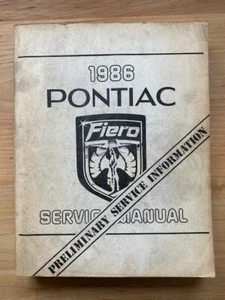 1986
PONTIAC
Fiero
SERVICE MANUAL
PRELIMINARY SERVICE INFORMATION